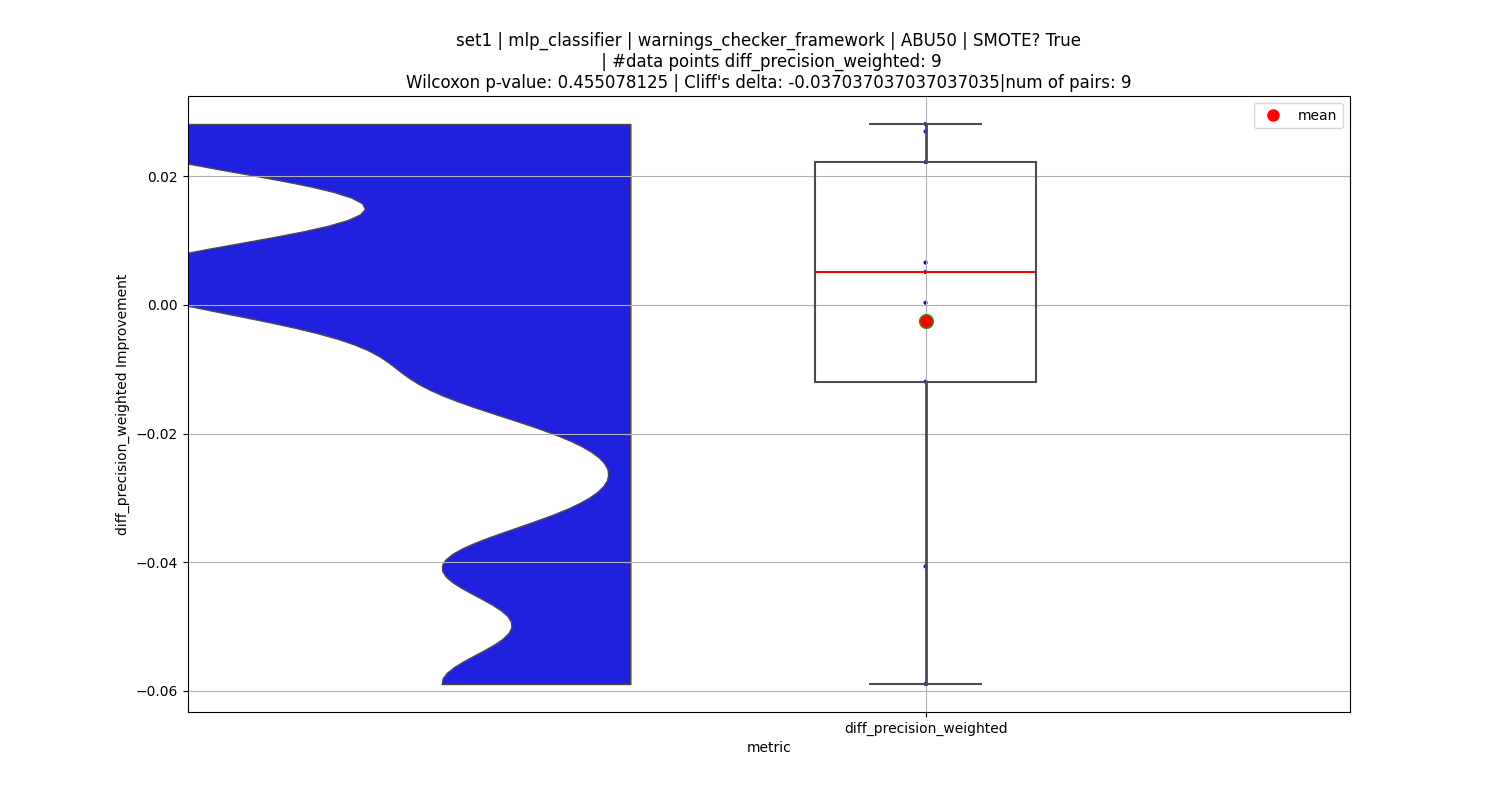 set1 | mlp_classifier | warnings_checker_framework | ABU50 | SMOTE? True
| #data points diff_precision_weighted: 9
Wilcoxon p-value: 0.455078125 | Cliff's delta: -0.037037037037037035|num of pairs: 9
mean
0.02
0.00
−0.02
−0.04
−0.06
diff_precision_weighted Improvement
diff_precision_weighted
metric